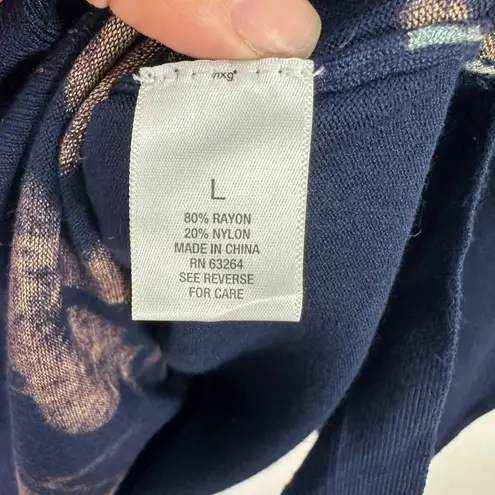 L
80% RAYON
20% NYLON
MADE IN CHINA
RN 63264
SEE REVERSE
FOR CARE